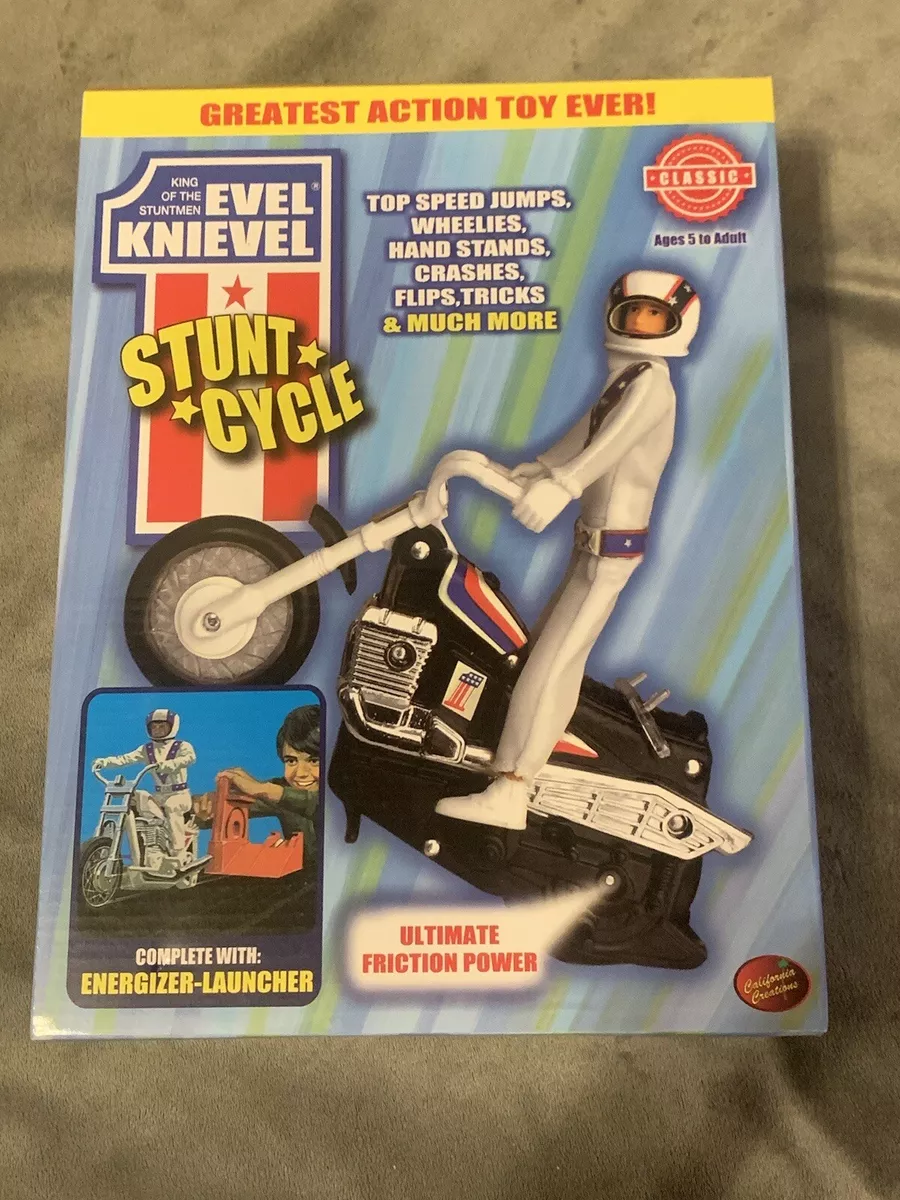 GREATEST ACTION TOY EVER!
KING
OF THE
STUNTMEN
EVEL®
KNIEVEL
STUNT
CYCLE
TOP SPEED JUMPS,
WHEELIES,
HAND STANDS,
CRASHES,
FLIPS,TRICKS
& MUCH MORE
CLASSIC
Ages 5 to Adult
1
COMPLETE WITH:
ENERGIZER-LAUNCHER
ULTIMATE
FRICTION POWER
California
Creations